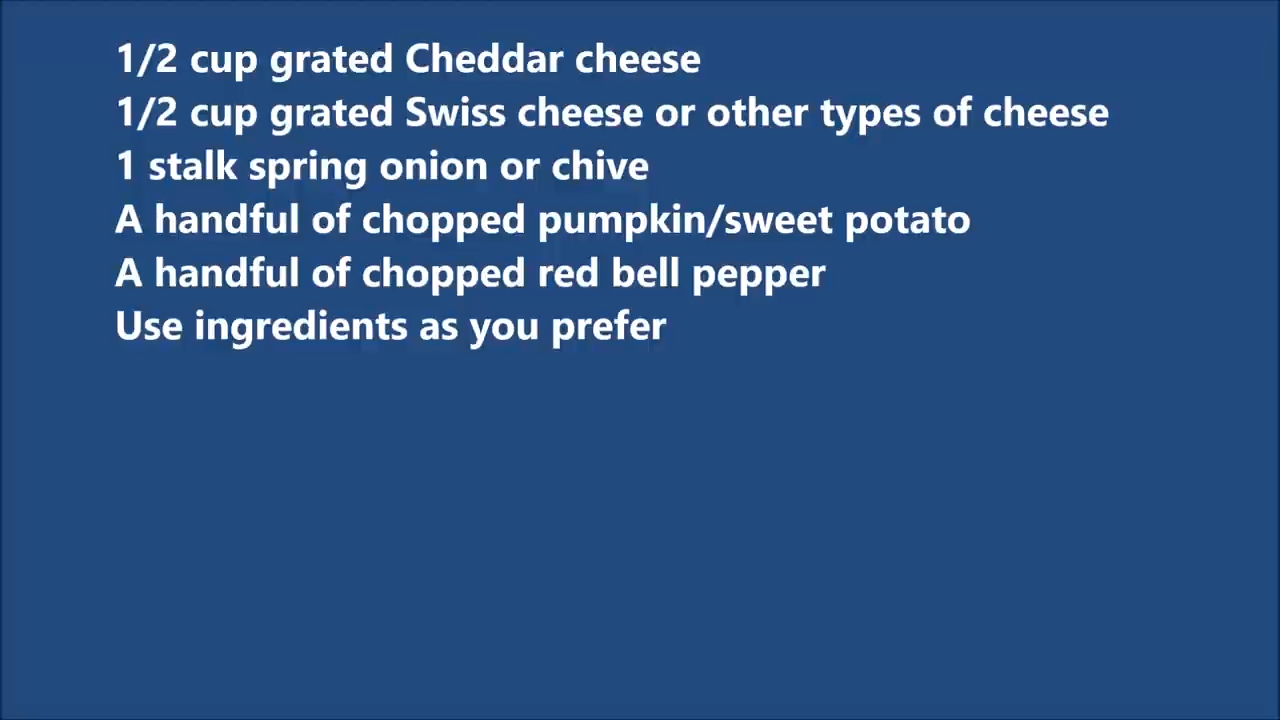 1/2 cup grated Cheddar cheese
1/2 cup grated Swiss cheese or other types of cheese
1 stalk spring onion or chive
A handful of chopped pumpkin/sweet potato
A handful of chopped red bell pepper
Use ingredients as you prefer